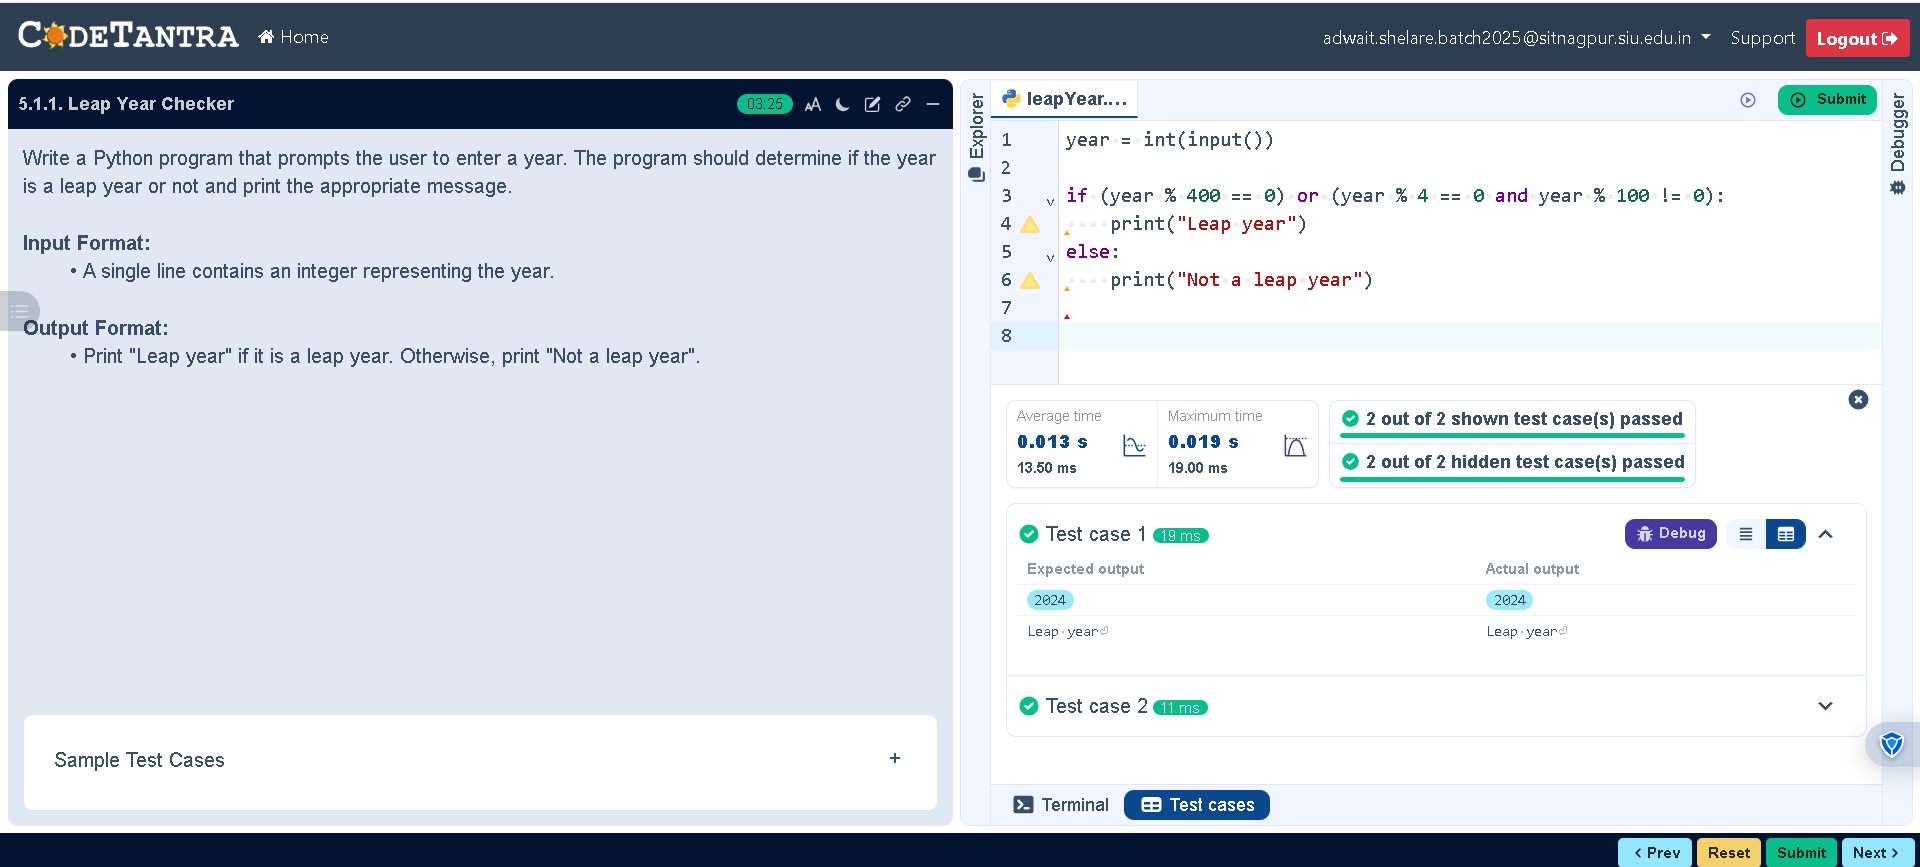 CODETANTRA
Home
adwait.shelare.batch2025@sitnagpur.siu.edu.in
Support
Logout
5.1.1. Leap Year Checker
03:25
AA
Write a Python program that prompts the user to enter a year. The program should determine if the year
is a leap year or not and print the appropriate message.
Input Format:
• A single line contains an integer representing the year.
Output Format:
• Print "Leap year" if it is a leap year. Otherwise, print "Not a leap year".
Sample Test Cases
+
Explorer
leapYear....
Submit
Debugger
1 year = int(input())
2
3 if (year % 400 == 0) or (year % 4 == 0 and year % 100 != 0):
4     print("Leap year")
5 else:
6     print("Not a leap year")
7
8
Average time
0.013 s
13.50 ms
Maximum time
0.019 s
19.00 ms
2 out of 2 shown test case(s) passed
2 out of 2 hidden test case(s) passed
Test case 1 19 ms
Debug
Expected output Actual output
2024 2024
Leap·year⏎ Leap·year⏎
Test case 2 11 ms
Terminal
Test cases
< Prev
Reset
Submit
Next >